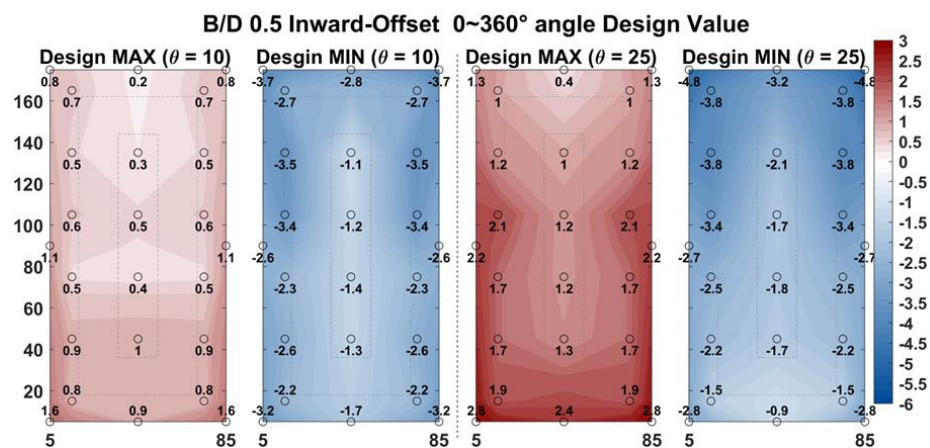 B/D 0.5 Inward-Offset 0~360° angle Design Value
Design MAX (θ = 10) Desgin MIN (θ = 10) Design MAX (θ = 25) Desgin MIN (θ = 25)
0.8 0.2 0.8 -3.7 -2.8 -3.7 1.3 0.4 1.3 -4.8 -3.2 -4.8 3
160 0.7 0.7 -2.7 -2.7 1 1 -3.8 -3.8 2.5
2
140 1.5
0.5 0.3 0.5 -3.5 -1.1 -3.5 1.2 1 1.2 -3.8 -2.1 -3.8 1
120 0.5
0
100 0.6 0.5 0.6 -3.4 -1.2 -3.4 2.1 1.2 2.1 -3.4 -1.7 -3.4 -0.5
-1
1.1 1.1 -2.6 -2.6 2.2 2.2 -2.7 -2.7 -1.5
80 -2
0.5 0.4 0.5 -2.3 -1.4 -2.3 1.7 1.2 1.7 -2.5 -1.8 -2.5 -2.5
60 -3
-3.5
40 0.9 1 0.9 -2.6 -1.3 -2.6 1.7 1.3 1.7 -2.2 -1.7 -2.2 -4
-4.5
20 0.8 0.8 -2.2 -2.2 1.9 1.9 -1.5 -1.5 -5
1.6 0.9 1.6 -3.2 -1.7 -3.2 2.8 2.4 2.8 -2.8 -0.9 -2.8 -5.5
-6
5 85 5 85 5 85 5 85